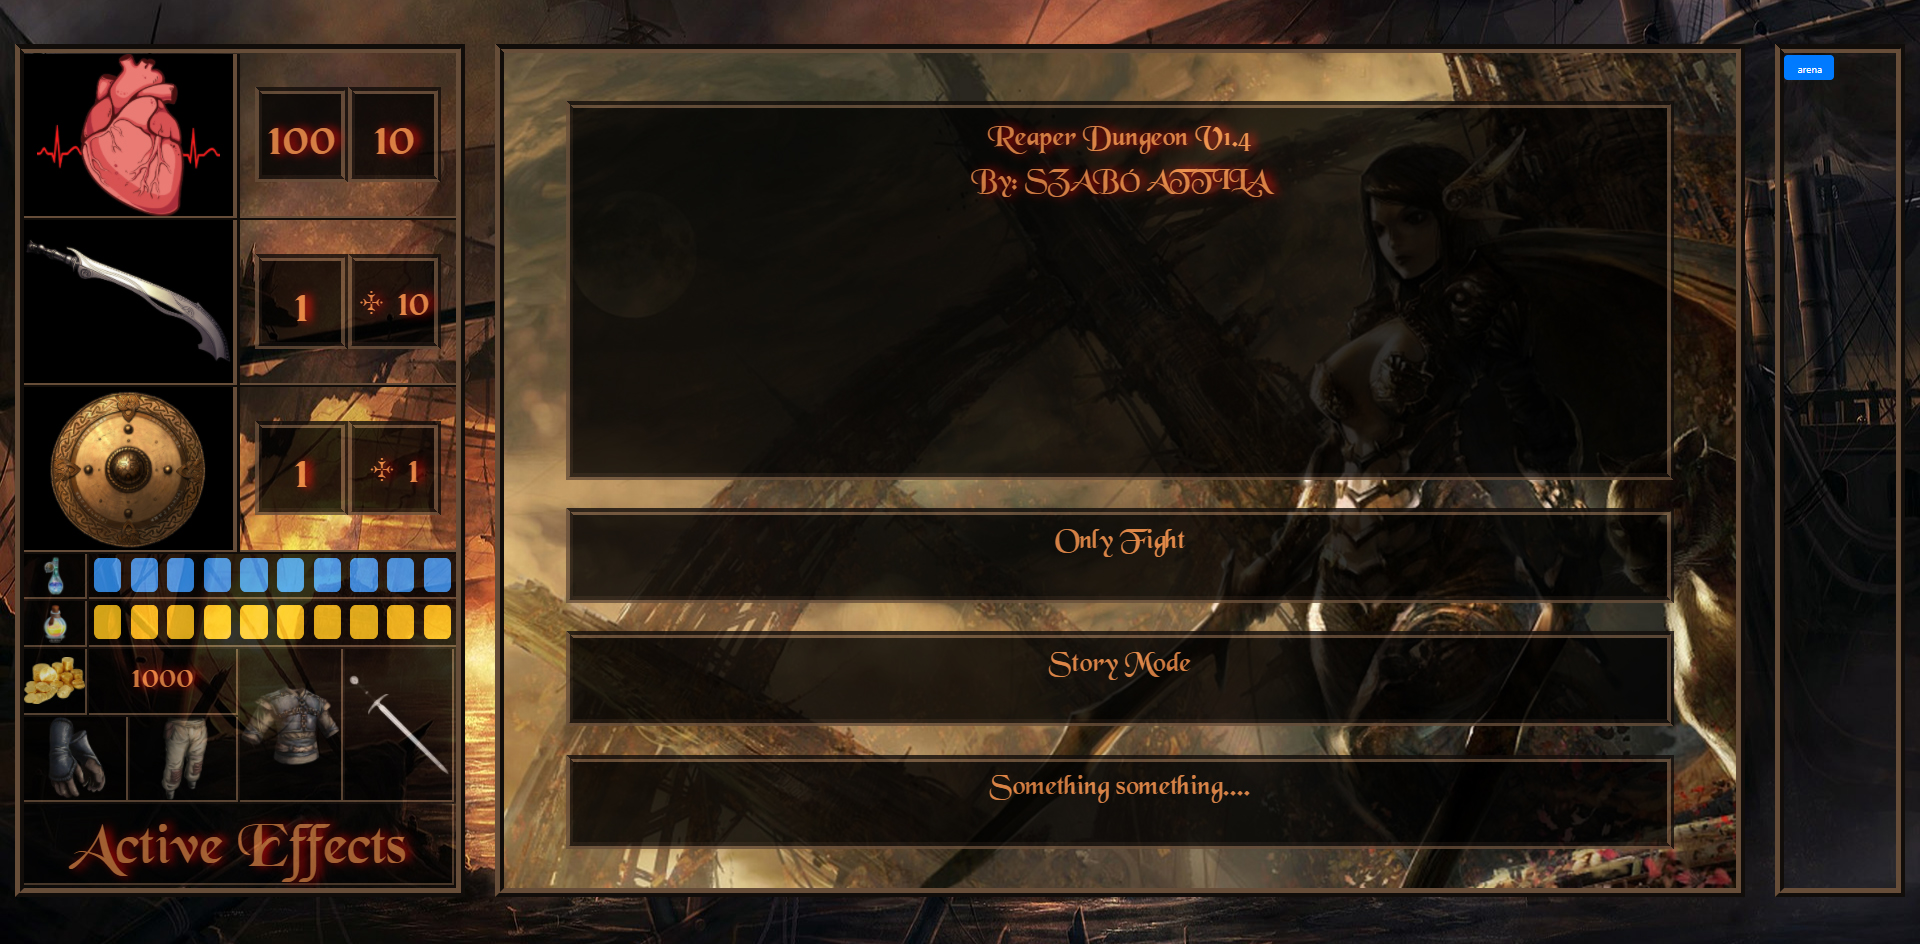 100 10
1 10
1 1
1000
Active Effects
Reaper Dungeon V1.4
By: SZABÓ ATTILA
Only Fight
Story Mode
Something something....
arena